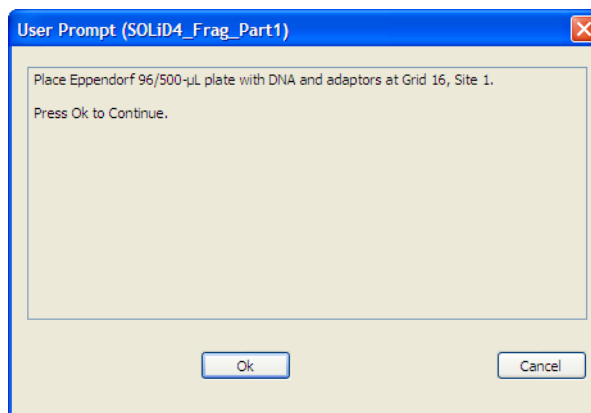 User Prompt (SOLiD4_Frag_Part1)
Place Eppendorf 96/500-µL plate with DNA and adaptors at Grid 16, Site 1.
Press Ok to Continue.
Ok
Cancel